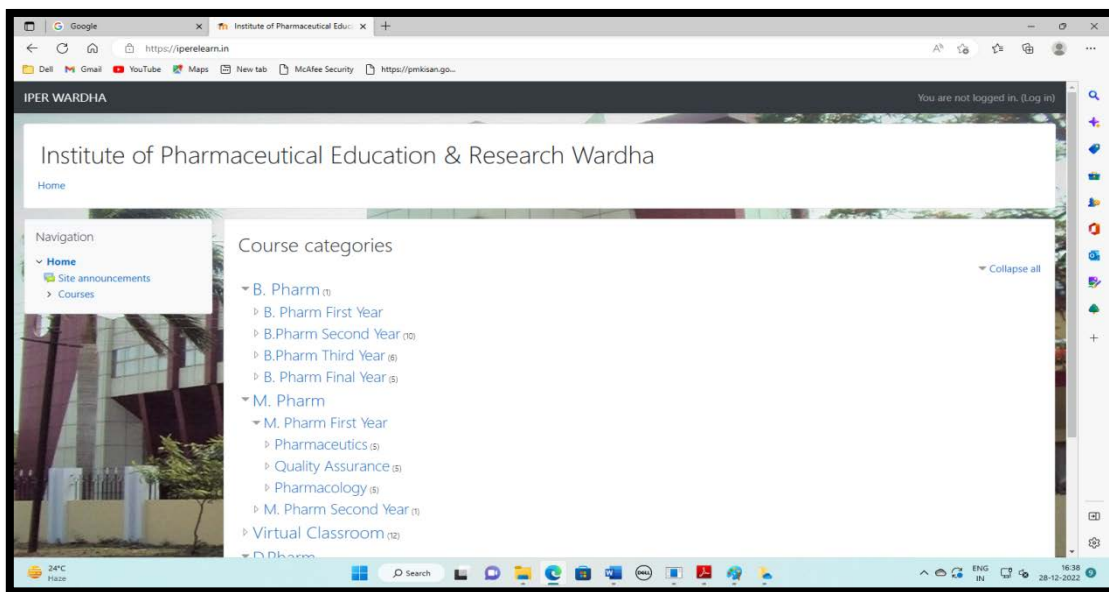 Google
Institute of Pharmaceutical Educ
https://iperelearn.in
Dell Gmail YouTube Maps New tab McAfee Security https://pmkisan.go...
IPER WARDHA
You are not logged in. (Log in)
Institute of Pharmaceutical Education & Research Wardha
Home
Navigation
Home
Site announcements
Courses
Course categories
Collapse all
B. Pharm (1)
B. Pharm First Year
B.Pharm Second Year (10)
B.Pharm Third Year (6)
B. Pharm Final Year (5)
M. Pharm
M. Pharm First Year
Pharmaceutics (5)
Quality Assurance (5)
Pharmacology (5)
M. Pharm Second Year (1)
Virtual Classroom (12)
D.Pharm
24°C
Haze
Search
ENG
IN
16:38
28-12-2022